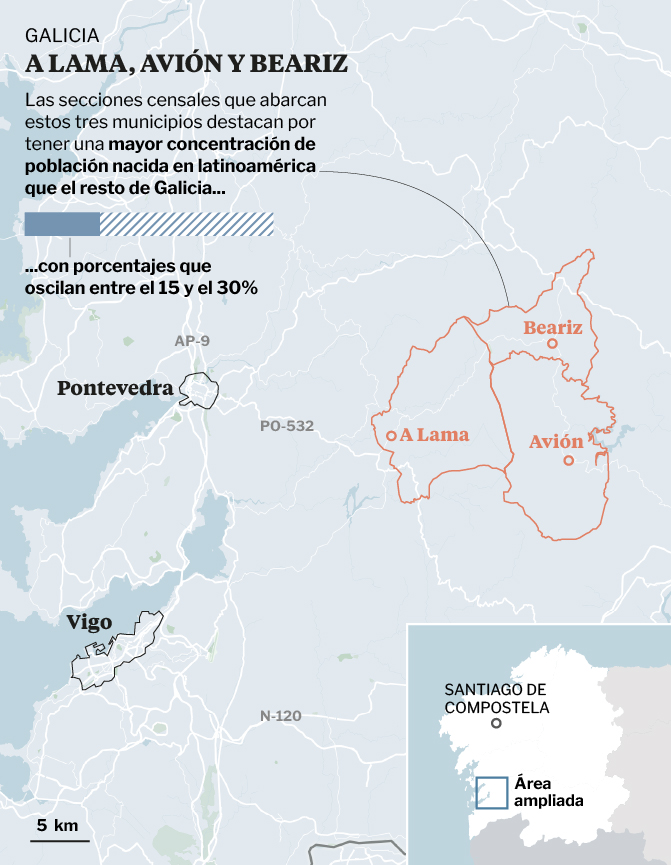 GALICIA
A LAMA, AVIÓN Y BEARIZ
Las secciones censales que abarcan
estos tres municipios destacan por
tener una mayor concentración de
población nacida en latinoamérica
que el resto de Galicia...
...con porcentajes que
oscilan entre el 15 y el 30%
Beariz
AP-9
Pontevedra
PO-532
A Lama
Avión
Vigo
SANTIAGO DE
COMPOSTELA
N-120
Área
ampliada
5 km